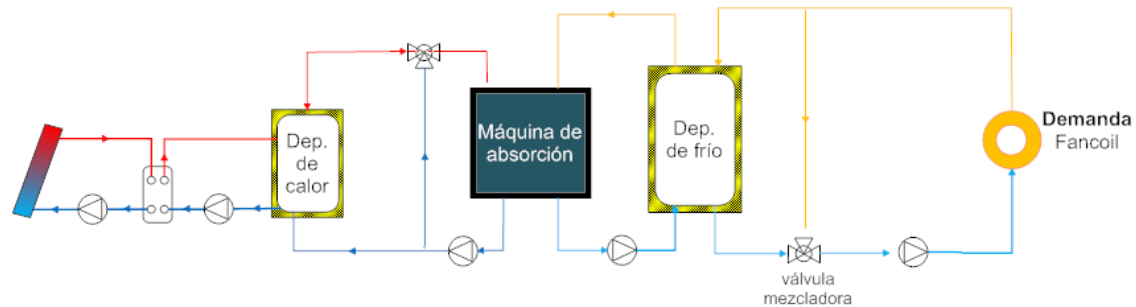 Dep.
de
calor
Máquina de
absorción
Dep.
de frío
Demanda
Fancoil
válvula
mezcladora